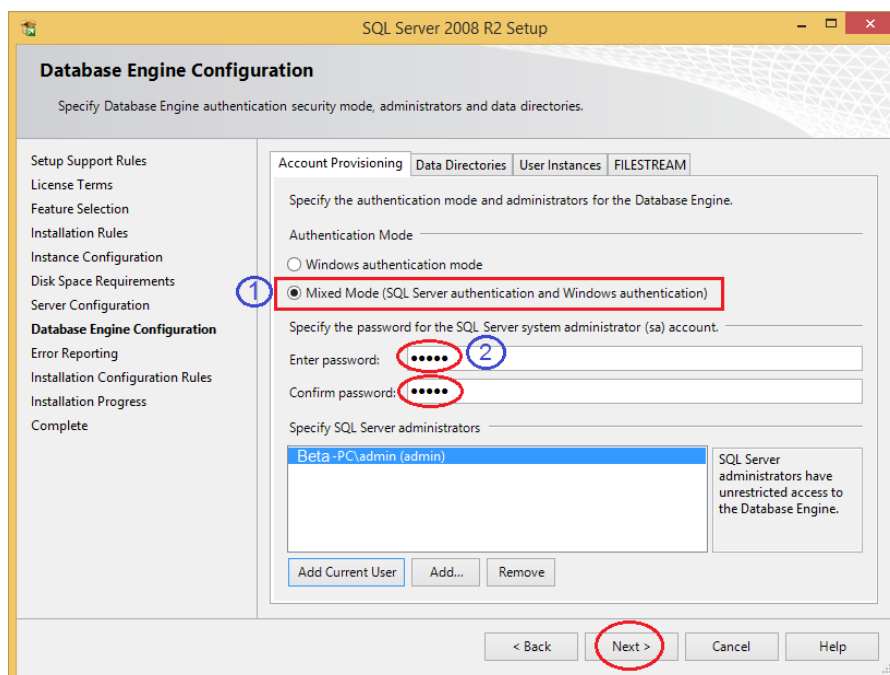 SQL Server 2008 R2 Setup
Database Engine Configuration
Specify Database Engine authentication security mode, administrators and data directories.
Setup Support Rules
License Terms
Feature Selection
Installation Rules
Instance Configuration
Disk Space Requirements
Server Configuration
Database Engine Configuration
Error Reporting
Installation Configuration Rules
Installation Progress
Complete
Account Provisioning Data Directories User Instances FILESTREAM
Specify the authentication mode and administrators for the Database Engine.
Authentication Mode
Windows authentication mode
1 Mixed Mode (SQL Server authentication and Windows authentication)
Specify the password for the SQL Server system administrator (sa) account.
Enter password: ●●●●● 2
Confirm password: ●●●●●
Specify SQL Server administrators
Beta-PC\admin (admin)
SQL Server
administrators have
unrestricted access to
the Database Engine.
Add Current User Add... Remove
< Back Next > Cancel Help